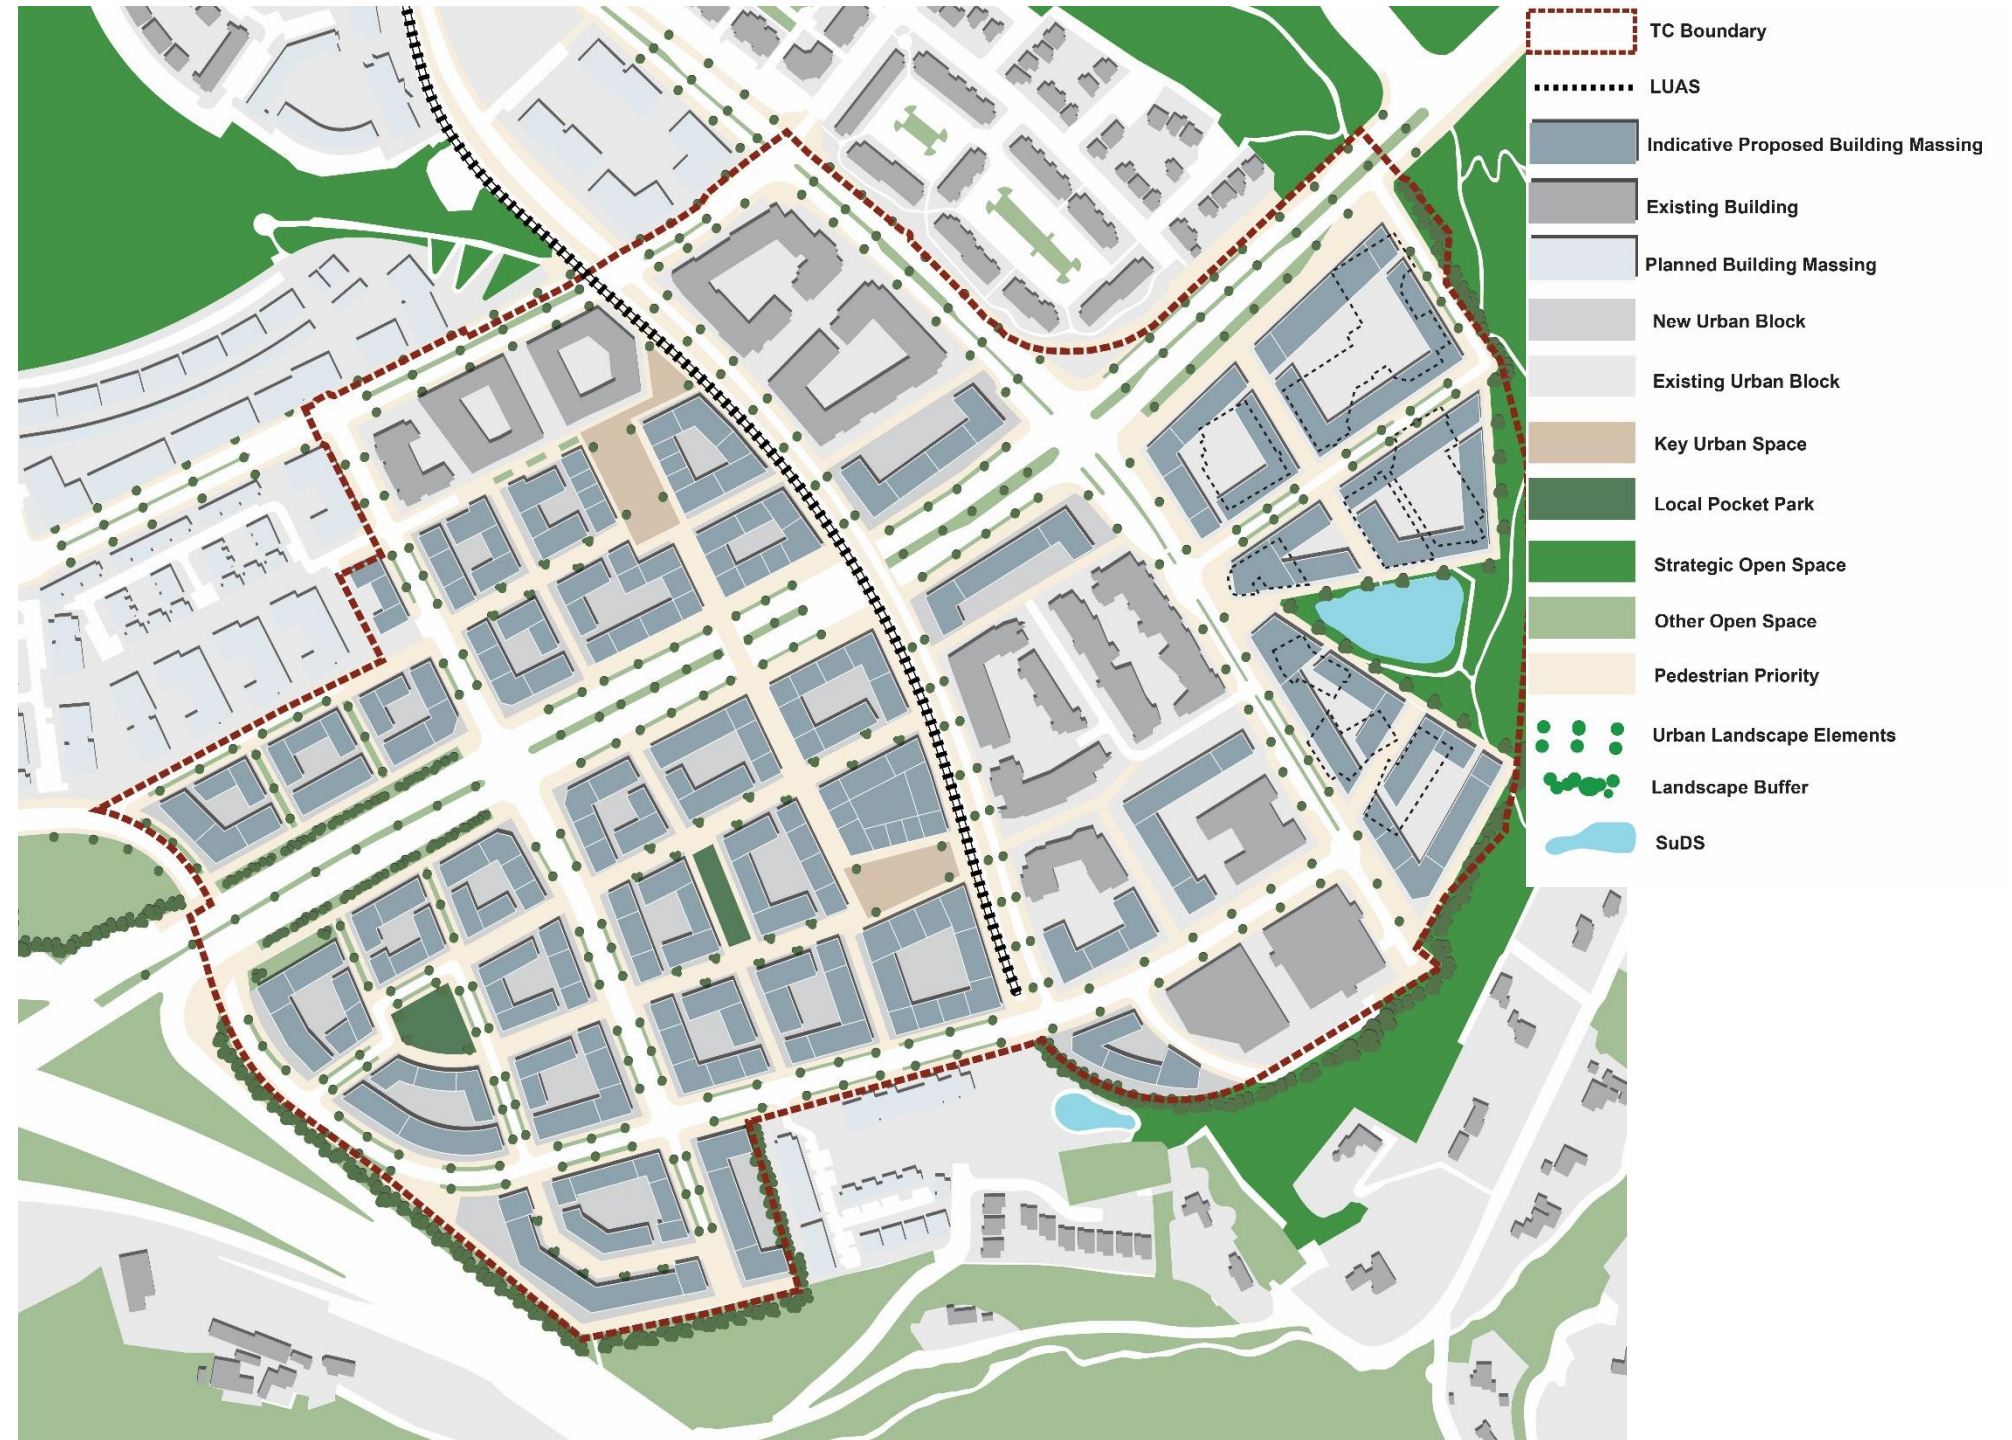 TC Boundary
LUAS
Indicative Proposed Building Massing
Existing Building
Planned Building Massing
New Urban Block
Existing Urban Block
Key Urban Space
Local Pocket Park
Strategic Open Space
Other Open Space
Pedestrian Priority
Urban Landscape Elements
Landscape Buffer
SuDS